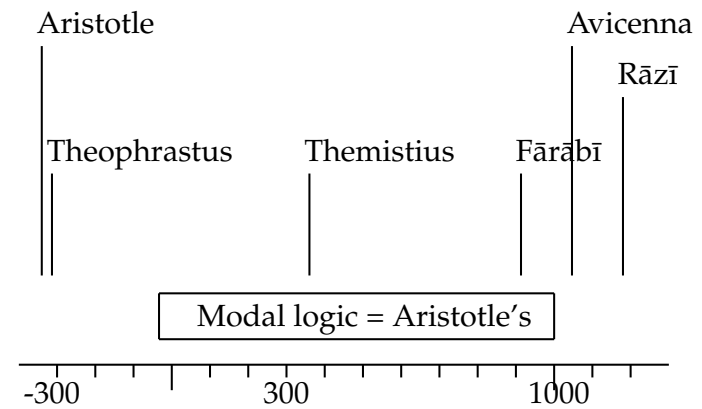 Aristotle Avicenna
Rāzī
Theophrastus Themistius Fārābī
Modal logic = Aristotle’s
-300 300 1000